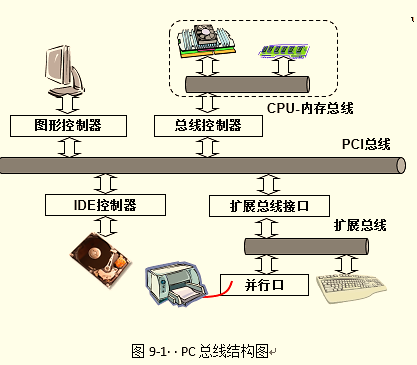 CPU-内存总线
图形控制器
总线控制器
PCI总线
IDE控制器
扩展总线接口
扩展总线
并行口
图 9-1··PC 总线结构图↵